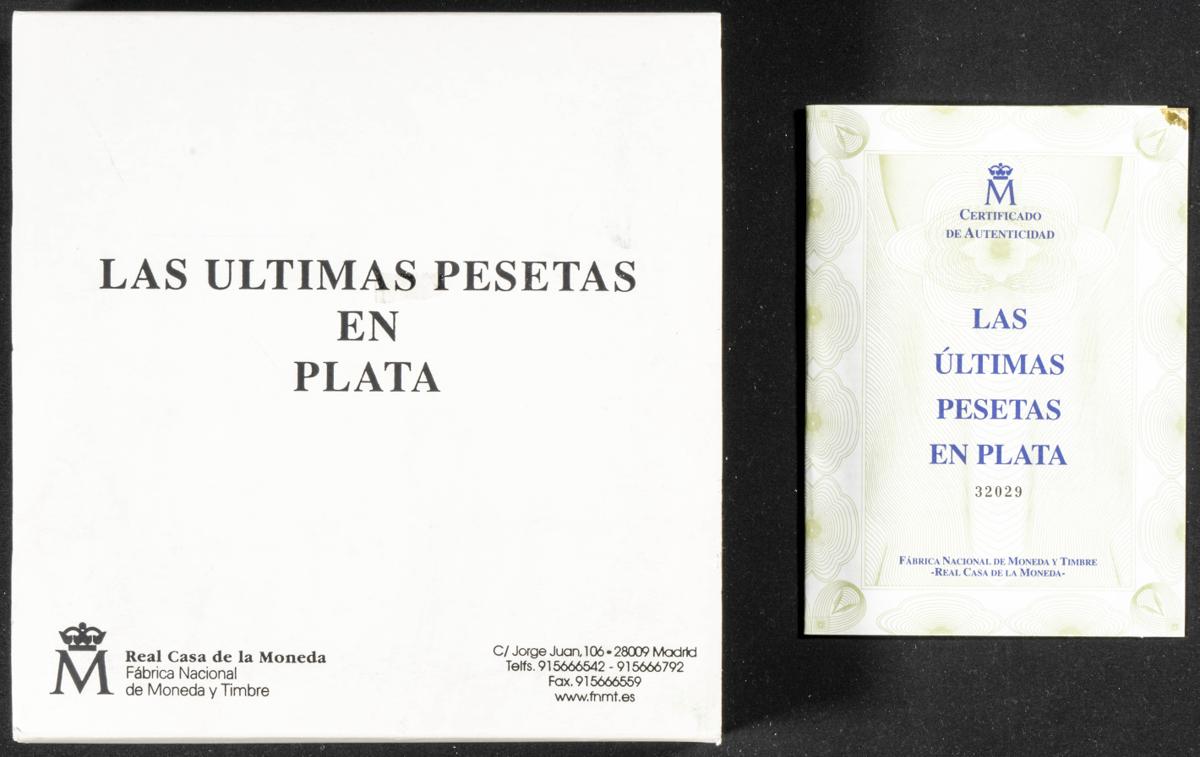 LAS ULTIMAS PESETAS
EN
PLATA
M
Real Casa de la Moneda
Fábrica Nacional
de Moneda y Timbre
C/ Jorge Juan, 106 • 28009 Madrid
Telfs. 915666542 - 915666792
Fax. 915666559
www.fnmt.es
M
CERTIFICADO
DE AUTENTICIDAD
LAS
ÚLTIMAS
PESETAS
EN PLATA
32029
FÁBRICA NACIONAL DE MONEDA Y TIMBRE
-REAL CASA DE LA MONEDA-